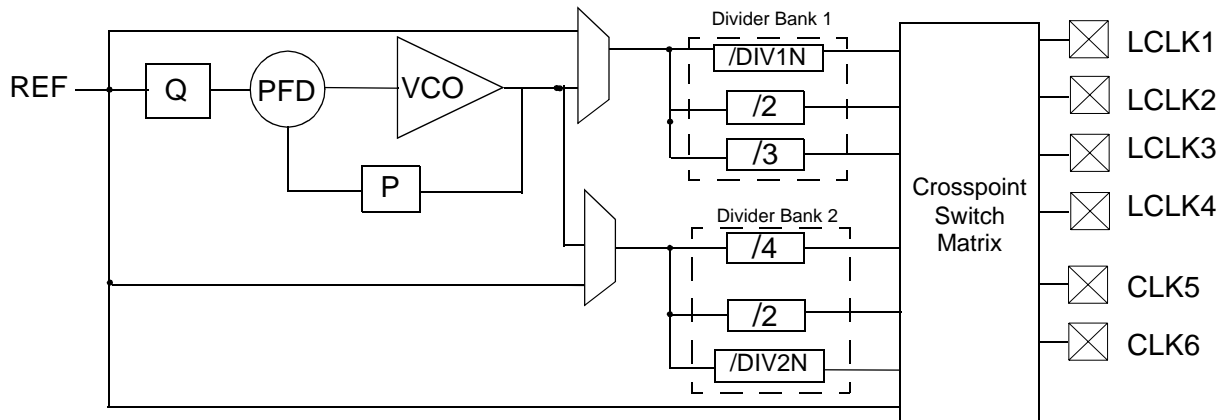 Divider Bank 1
REF
Q
PFD
VCO
P
/DIV1N
/2
/3
Divider Bank 2
/4
/2
/DIV2N
Crosspoint
Switch
Matrix
LCLK1
LCLK2
LCLK3
LCLK4
CLK5
CLK6